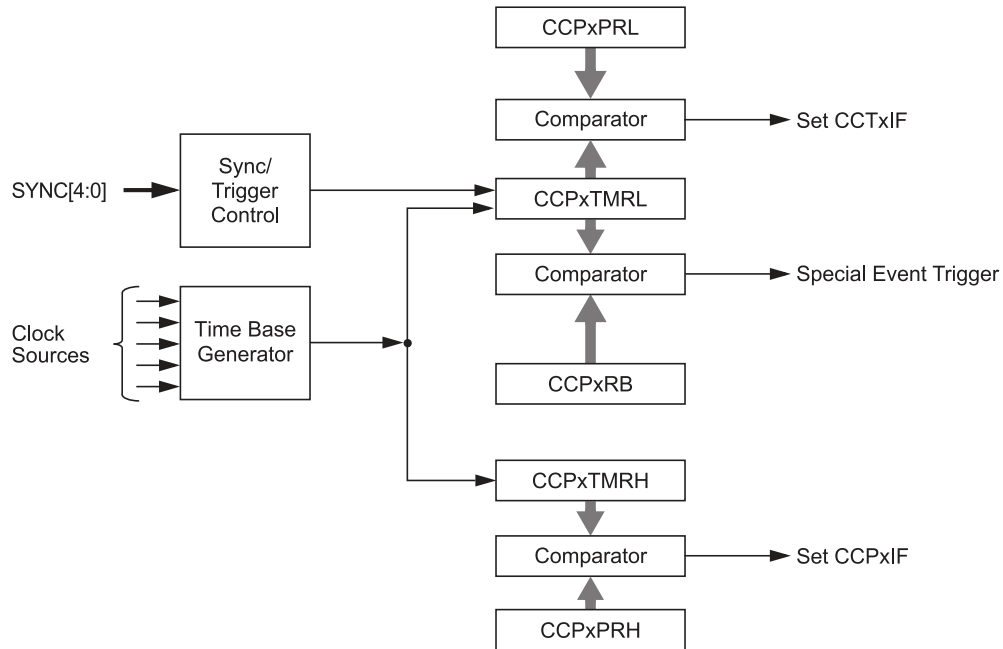 CCPxPRL
Comparator
Set CCTxIF
SYNC[4:0]
Sync/
Trigger
Control
CCPxTMRL
Comparator
Special Event Trigger
Clock
Sources
Time Base
Generator
CCPxRB
CCPxTMRH
Comparator
Set CCPxIF
CCPxPRH